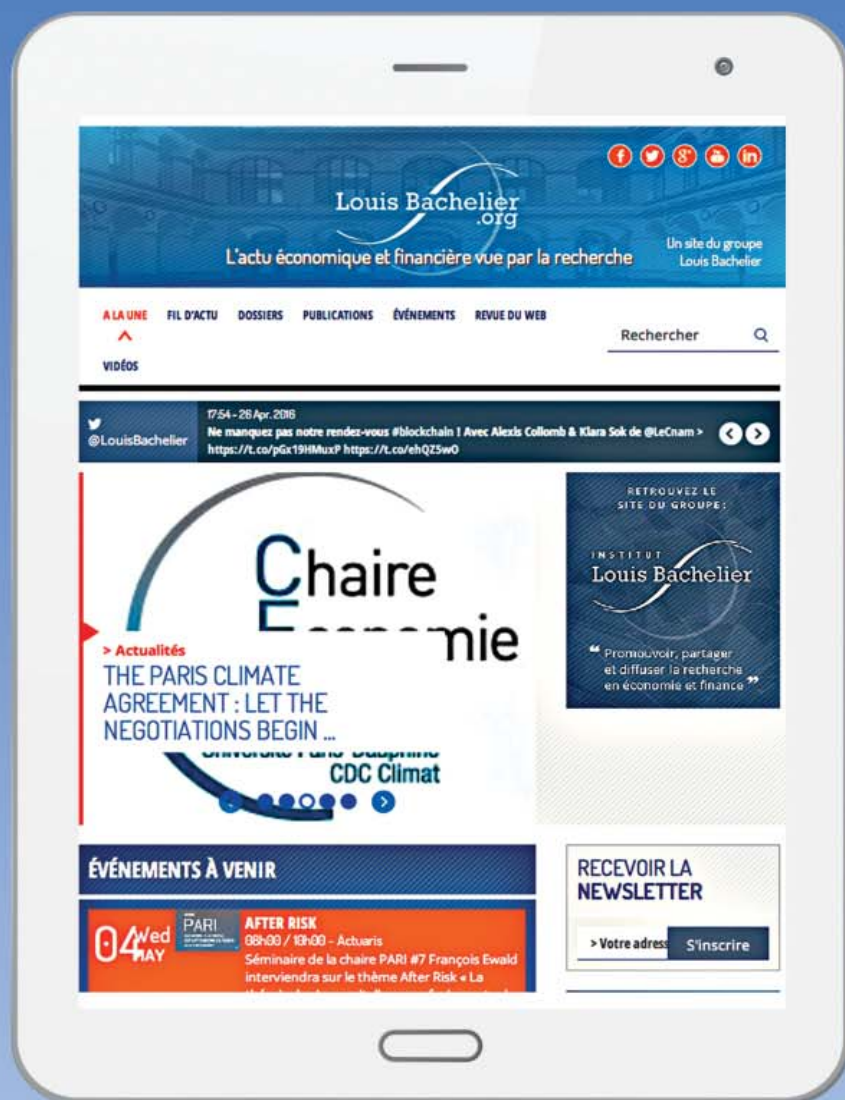 Louis Bachelier
.org
L'actu économique et financière vue par la recherche
Un site du groupe
Louis Bachelier
A LA UNE FIL D'ACTU DOSSIERS PUBLICATIONS ÉVÉNEMENTS REVUE DU WEB
VIDÉOS
Rechercher
@LouisBachelier
17:54 - 26 Apr. 2016
Ne manquez pas notre rendez-vous #blockchain ! Avec Alexis Collomb & Klara Sok de @LeCnam >
https://t.co/pGx19HMuxP https://t.co/ehQZ5wO
Chaire
Economie
> Actualités
THE PARIS CLIMATE
AGREEMENT : LET THE
NEGOTIATIONS BEGIN ...
Université Paris-Dauphine
CDC Climat
RETROUVEZ LE
SITE DU GROUPE :
INSTITUT
Louis Bachelier
“ Promouvoir, partager
et diffuser la recherche
en économie et finance ”
ÉVÉNEMENTS À VENIR
04 Wed
MAY
PARI
AFTER RISK
08h00 / 10h00 - Actuaris
Séminaire de la chaire PARI #7 François Ewald
interviendra sur le thème After Risk « La
RECEVOIR LA
NEWSLETTER
> Votre adress
S'inscrire